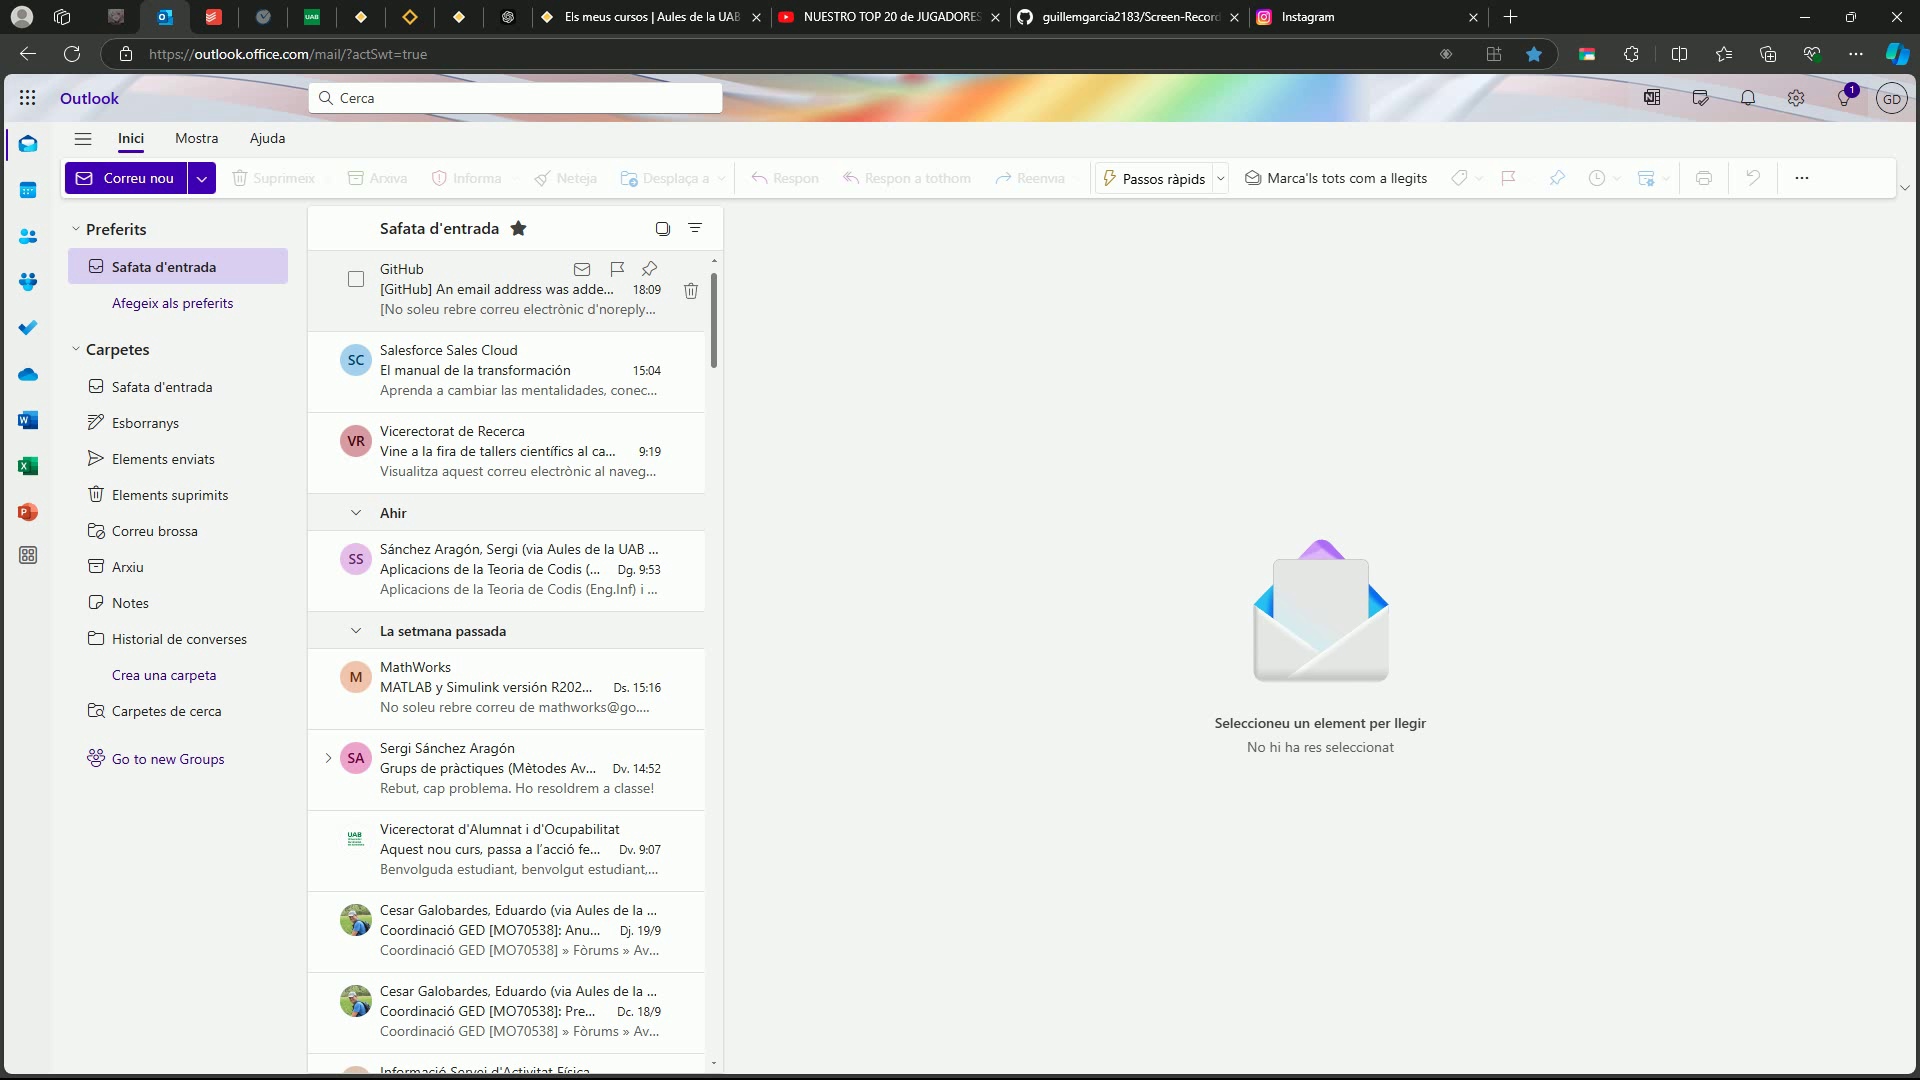 UAB
Els meus cursos | Aules de la UAB
NUESTRO TOP 20 de JUGADORES
guillemgarcia2183/Screen-Record
Instagram
https://outlook.office.com/mail/?actSwt=true
Outlook
Cerca
1
GD
Inici
Mostra
Ajuda
Correu nou
Suprimeix
Arxiva
Informa
Neteja
Desplaça a
Respon
Respon a tothom
Reenvia
Passos ràpids
Marca'ls tots com a llegits
Preferits
Safata d'entrada
Afegeix als preferits
Carpetes
Safata d'entrada
Esborranys
Elements enviats
Elements suprimits
Correu brossa
Arxiu
Notes
Historial de converses
Crea una carpeta
Carpetes de cerca
Go to new Groups
Safata d'entrada
GitHub
[GitHub] An email address was adde... 18:09
[No soleu rebre correu electrònic d'noreply...
SC
Salesforce Sales Cloud
El manual de la transformación 15:04
Aprenda a cambiar las mentalidades, conec...
VR
Vicerectorat de Recerca
Vine a la fira de tallers científics al ca... 9:19
Visualitza aquest correu electrònic al naveg...
Ahir
SS
Sánchez Aragón, Sergi (via Aules de la UAB ...
Aplicacions de la Teoria de Codis (... Dg. 9:53
Aplicacions de la Teoria de Codis (Eng.Inf) i ...
La setmana passada
M
MathWorks
MATLAB y Simulink versión R202... Ds. 15:16
No soleu rebre correu de mathworks@go....
SA
Sergi Sánchez Aragón
Grups de pràctiques (Mètodes Av... Dv. 14:52
Rebut, cap problema. Ho resoldrem a classe!
UAB
Vicerectorat d'Alumnat i d'Ocupabilitat
Aquest nou curs, passa a l'acció fe... Dv. 9:07
Benvolguda estudiant, benvolgut estudiant,...
Cesar Galobardes, Eduardo (via Aules de la ...
Coordinació GED [MO70538]: Anu... Dj. 19/9
Coordinació GED [MO70538] » Fòrums » Av...
Cesar Galobardes, Eduardo (via Aules de la ...
Coordinació GED [MO70538]: Pre... Dc. 18/9
Coordinació GED [MO70538] » Fòrums » Av...
Informació Servei d'Activitat Física
Seleccioneu un element per llegir
No hi ha res seleccionat